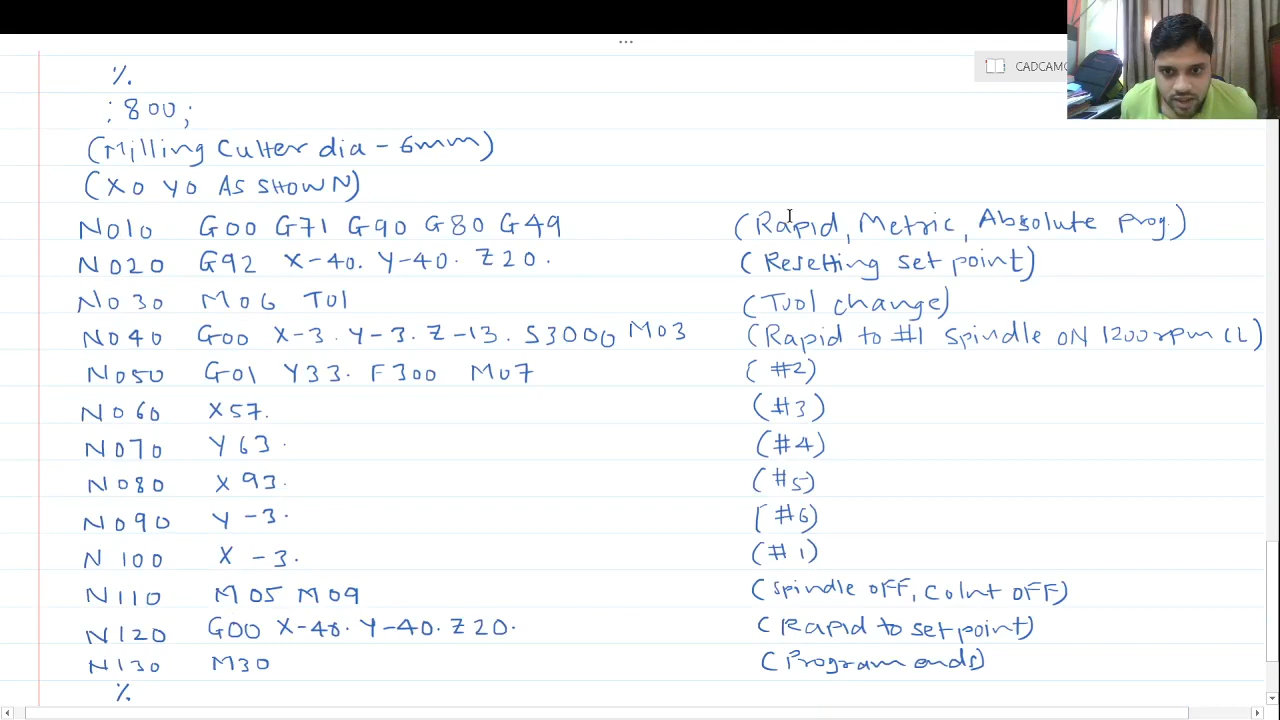 CADCAM
%
:800;
(Milling Cutter dia - 6mm)
(X0 Y0 AS SHOWN)
N010 G00 G71 G90 G80 G49 (Rapid, Metric, Absolute prog.)
N020 G92 X-40. Y-40. Z20. (Resetting set point)
N030 M06 T01 (Tool change)
N040 G00 X-3. Y-3. Z-13. S3000 M03 (Rapid to #1 spindle ON 1200rpm CL)
N050 G01 Y33. F300 M07 (#2)
N060 X57. (#3)
N070 Y63. (#4)
N080 X93. (#5)
N090 Y-3. (#6)
N100 X-3. (#1)
N110 M05 M09 (Spindle OFF, Colnt OFF)
N120 G00 X-40. Y-40. Z20. (Rapid to set point)
N130 M30 (Program ends)
%